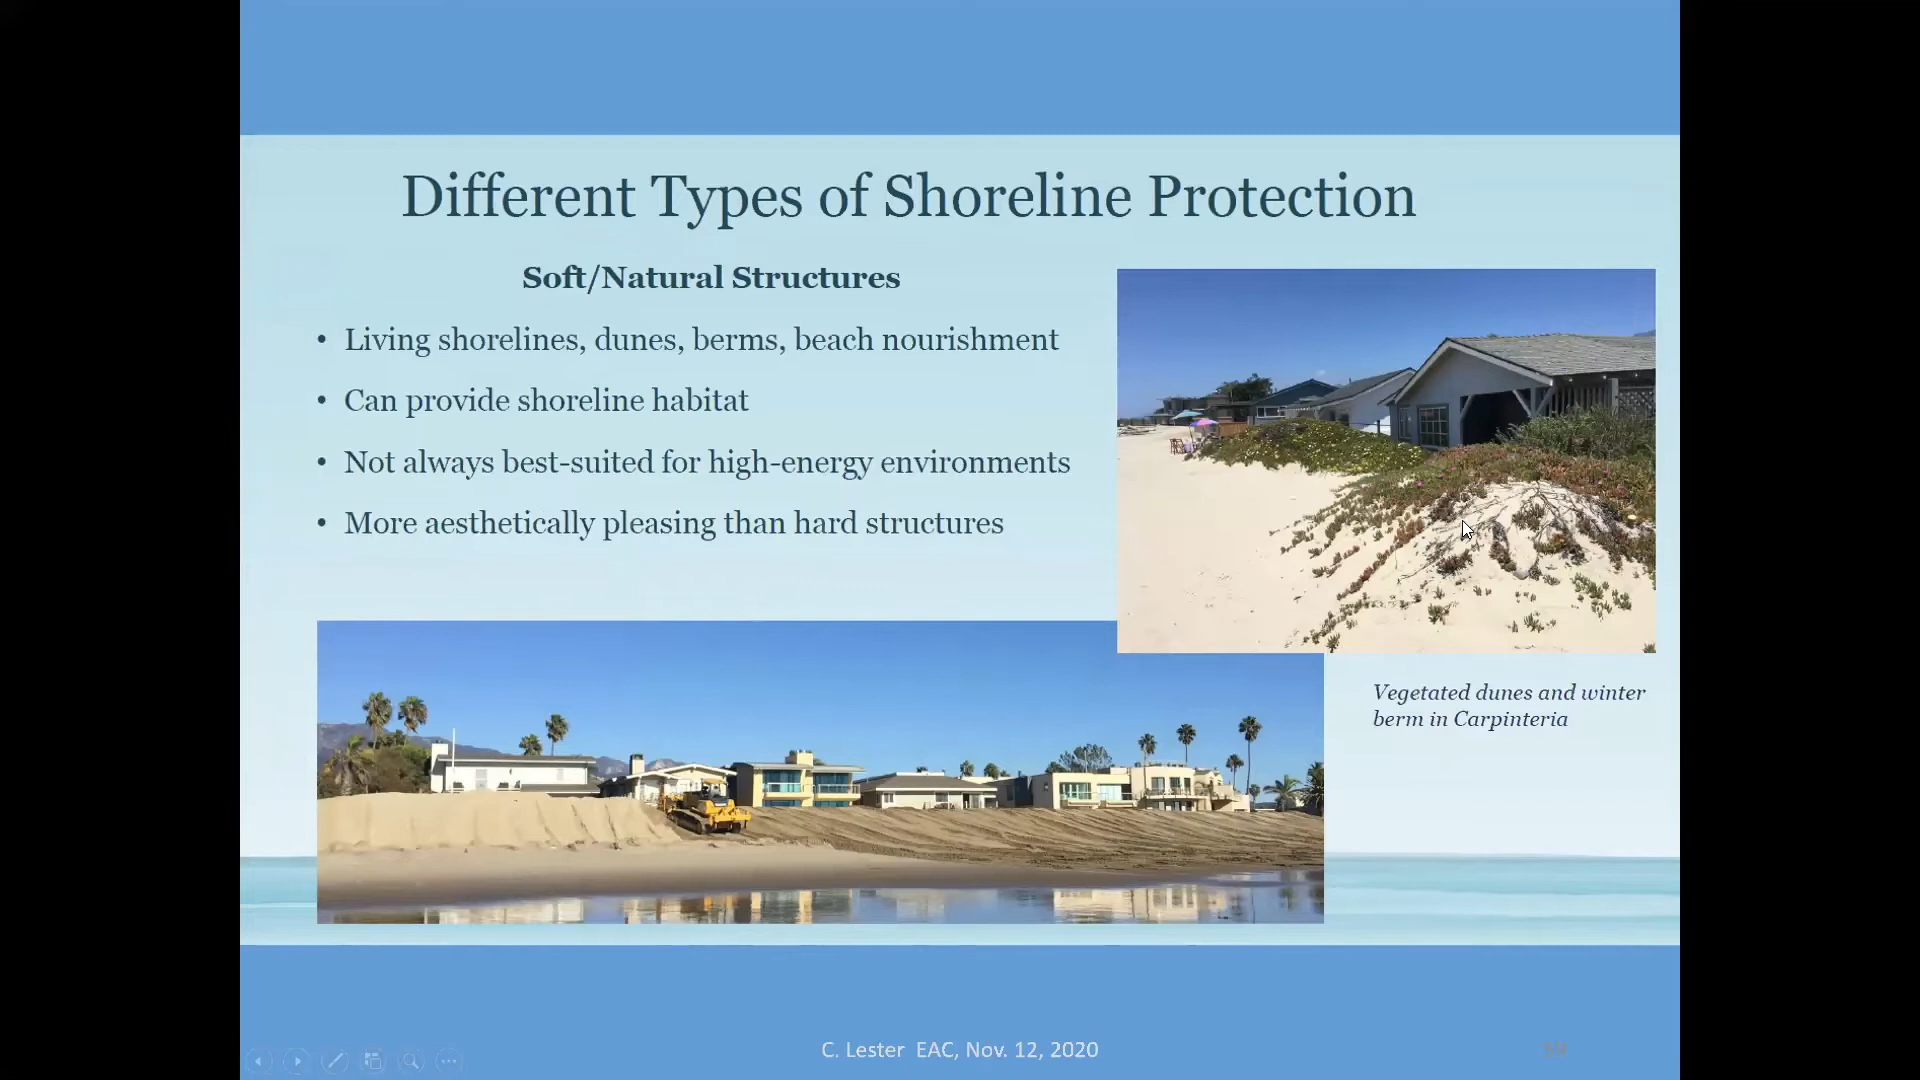 Different Types of Shoreline Protection
Soft/Natural Structures
• Living shorelines, dunes, berms, beach nourishment
• Can provide shoreline habitat
• Not always best-suited for high-energy environments
• More aesthetically pleasing than hard structures
Vegetated dunes and winter
berm in Carpinteria
C. Lester EAC, Nov. 12, 2020